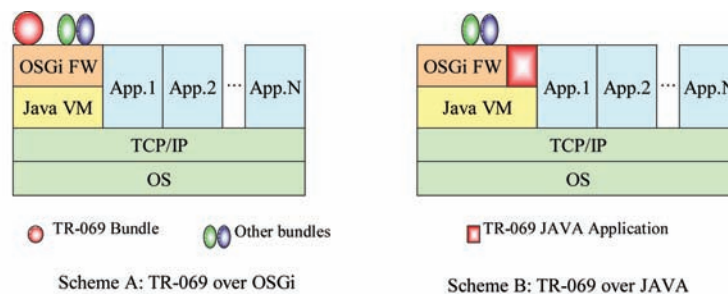 OSGi FW
Java VM
App.1
App.2
...
App.N
TCP/IP
OS
TR-069 Bundle
Other bundles
Scheme A: TR-069 over OSGi
OSGi FW
Java VM
App.1
App.2
...
App.N
TCP/IP
OS
TR-069 JAVA Application
Scheme B: TR-069 over JAVA